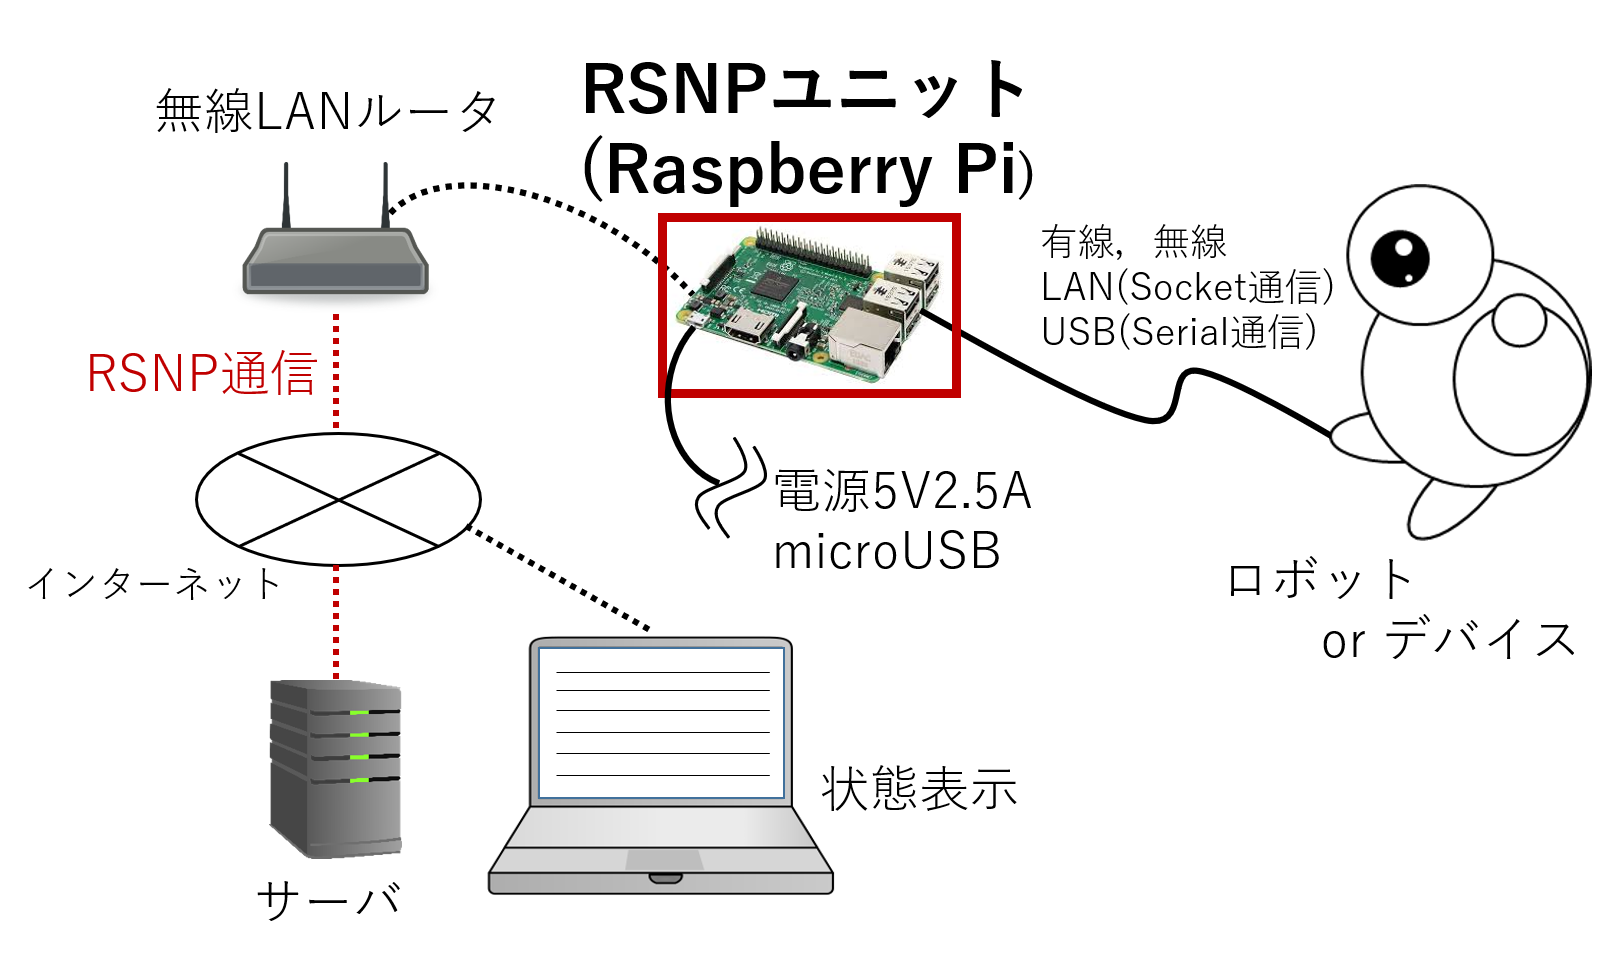 RSNPユニット
(Raspberry Pi)
無線LANルータ
有線，無線
LAN(Socket通信)
USB(Serial通信)
RSNP通信
電源5V2.5A
microUSB
インターネット
ロボット
or デバイス
状態表示
サーバ